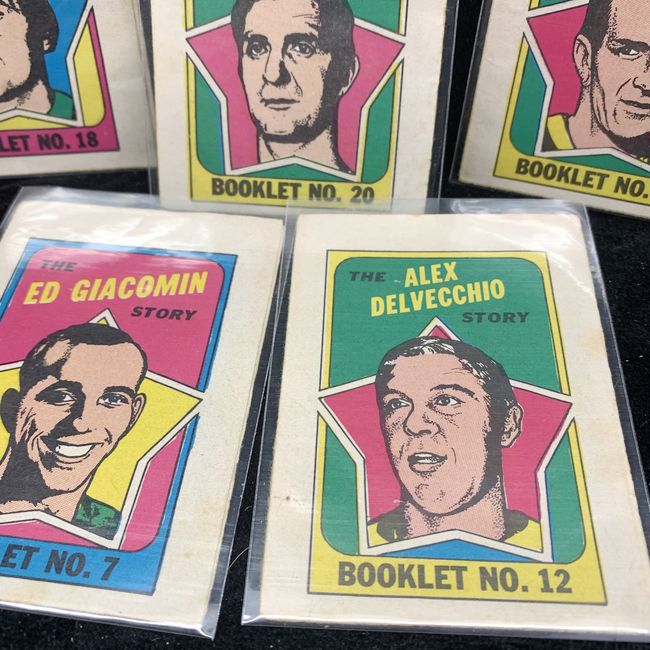 LET NO. 18
BOOKLET NO. 20
BOOKLET NO.
THE
ED GIACOMIN
STORY
ET NO. 7
THE ALEX
DELVECCHIO
STORY
BOOKLET NO. 12